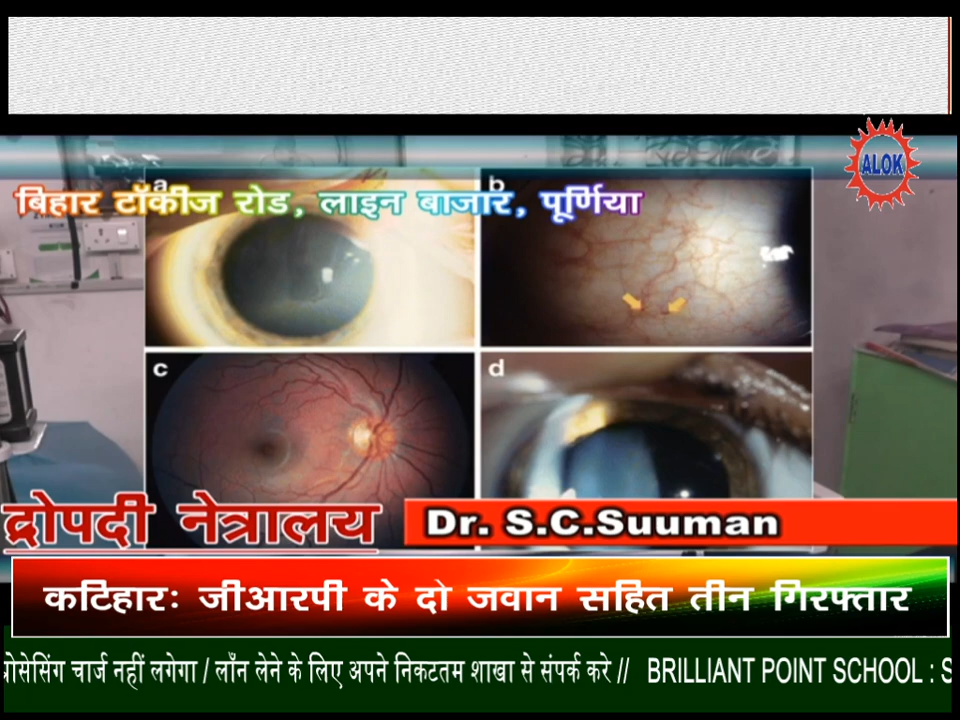 ALOK
a
b
बिहार टॉकीज रोड, लाइन बाजार, पूर्णिया
c
d
द्रोपदी नेत्रालय
Dr. S.C.Suuman
कटिहारः जीआरपी के दो जवान सहित तीन गिरफ्तार
चार्ज नहीं लगेगा / लॉन लेने के लिए अपने निकटतम शाखा से संपर्क करे // BRILLIANT POINT SCHOOL : S